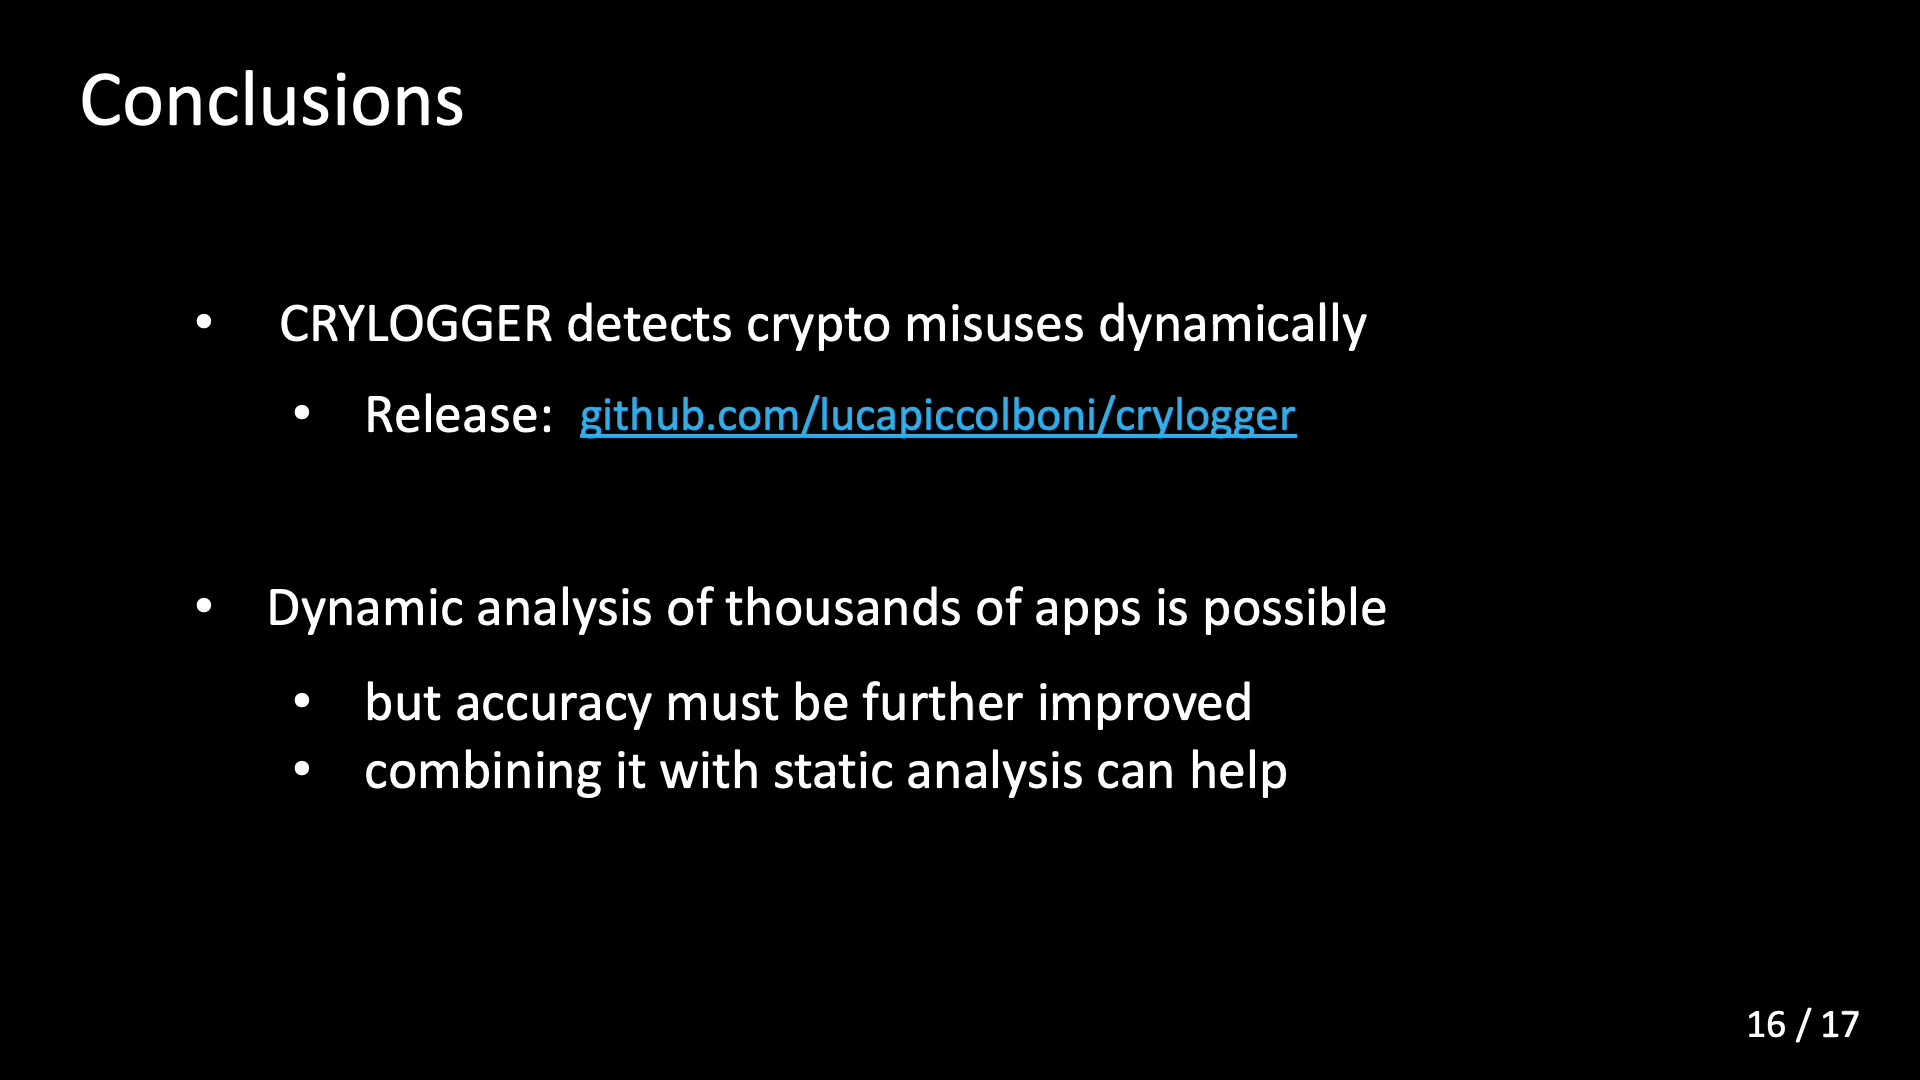 Conclusions
• CRYLOGGER detects crypto misuses dynamically
• Release: github.com/lucapiccolboni/crylogger
• Dynamic analysis of thousands of apps is possible
• but accuracy must be further improved
• combining it with static analysis can help
16 / 17